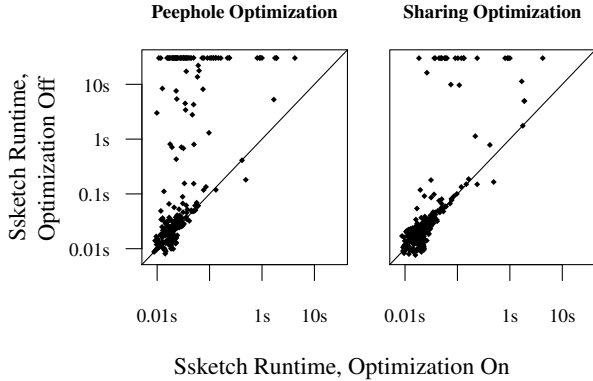 Peephole Optimization
Sharing Optimization
Ssketch Runtime,
Optimization Off
10s
1s
0.1s
0.01s
0.01s 1s 10s
0.01s 1s 10s
Ssketch Runtime, Optimization On